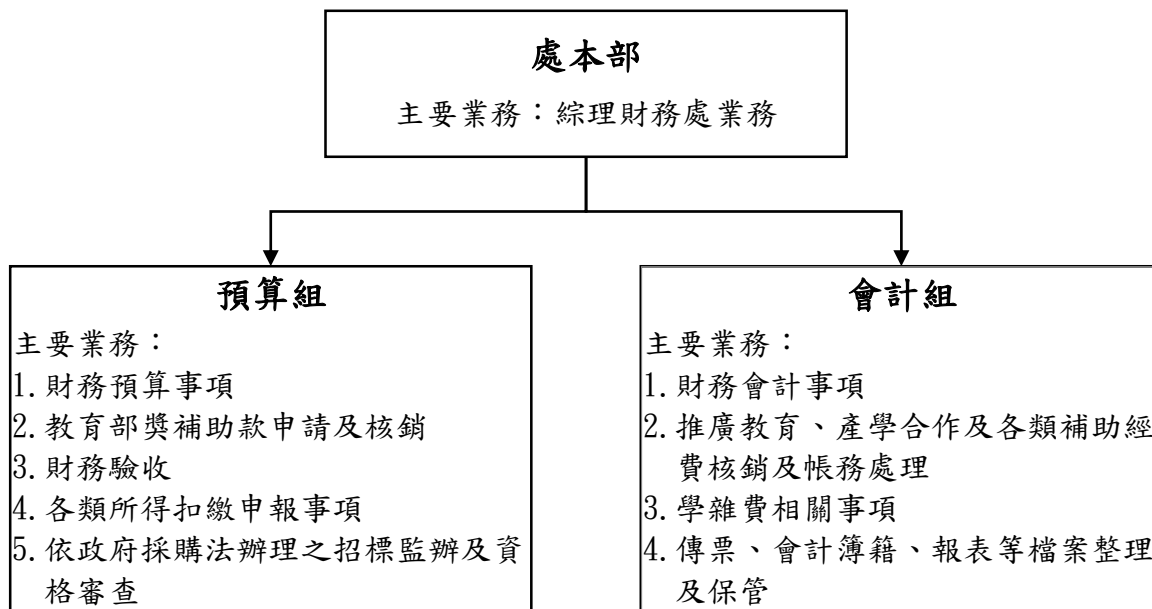 處本部
主要業務：綜理財務處業務
預算組
主要業務：
1.財務預算事項
2.教育部獎補助款申請及核銷
3.財務驗收
4.各類所得扣繳申報事項
5.依政府採購法辦理之招標監辦及資
格審查
會計組
主要業務：
1.財務會計事項
2.推廣教育、產學合作及各類補助經
費核銷及帳務處理
3.學雜費相關事項
4.傳票、會計簿籍、報表等檔案整理
及保管